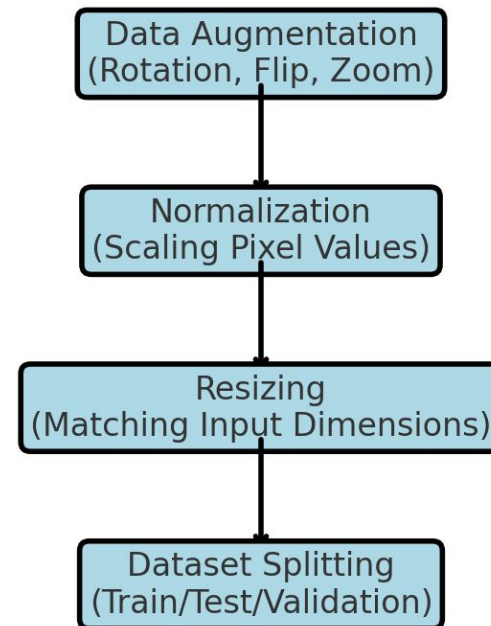 Data Augmentation
(Rotation, Flip, Zoom)
Normalization
(Scaling Pixel Values)
Resizing
(Matching Input Dimensions)
Dataset Splitting
(Train/Test/Validation)